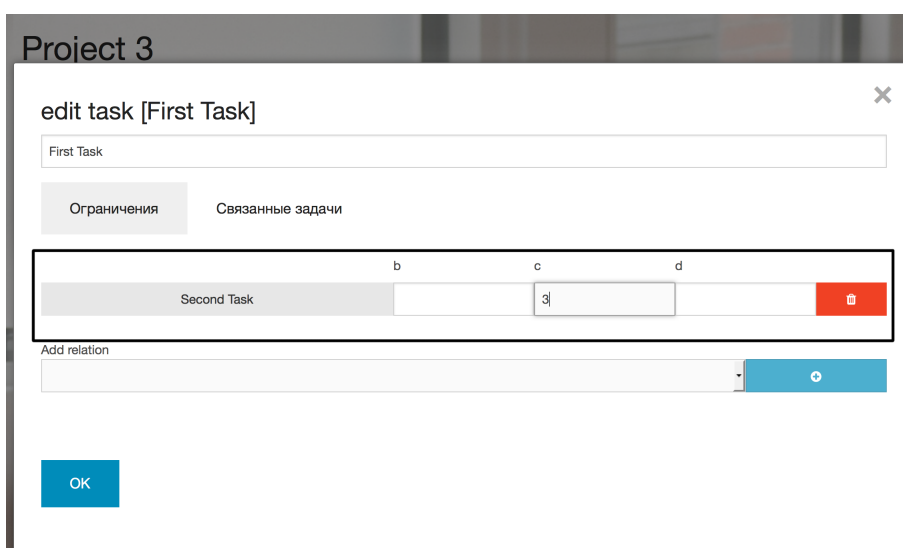 Project 3
edit task [First Task]
First Task
Ограничения Связанные задачи
b c d
Second Task 3
Add relation
OK